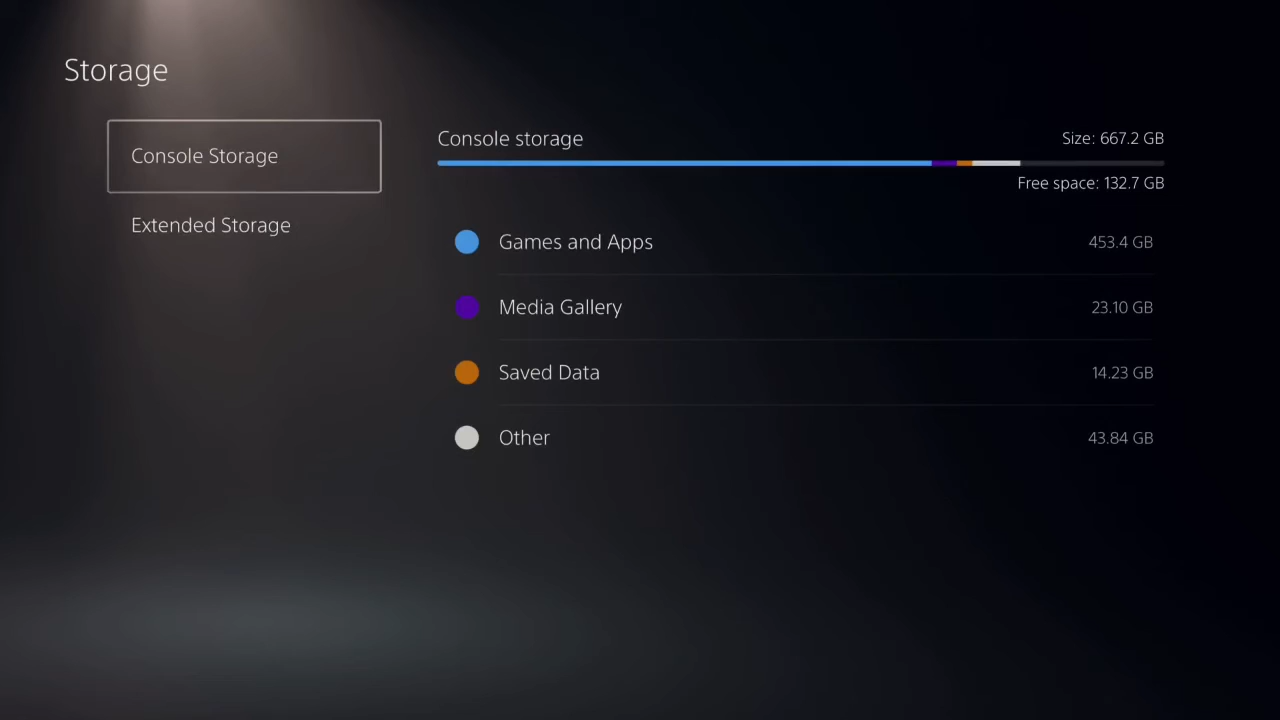 Storage
Console Storage
Extended Storage
Console storage
Size: 667.2 GB
Free space: 132.7 GB
Games and Apps
453.4 GB
Media Gallery
23.10 GB
Saved Data
14.23 GB
Other
43.84 GB